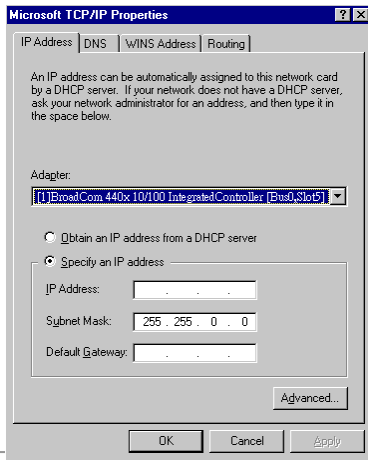 Microsoft TCP/IP Properties
IP Address DNS WINS Address Routing
An IP address can be automatically assigned to this network card
by a DHCP server. If your network does not have a DHCP server,
ask your network administrator for an address, and then type it in
the space below.
Adapter:
[1]BroadCom 440x 10/100 IntegratedController [Bus0,Slot5]
Obtain an IP address from a DHCP server
Specify an IP address
IP Address: . . .
Subnet Mask: 255 . 255 . 0 . 0
Default Gateway: . . .
Advanced...
OK Cancel Apply